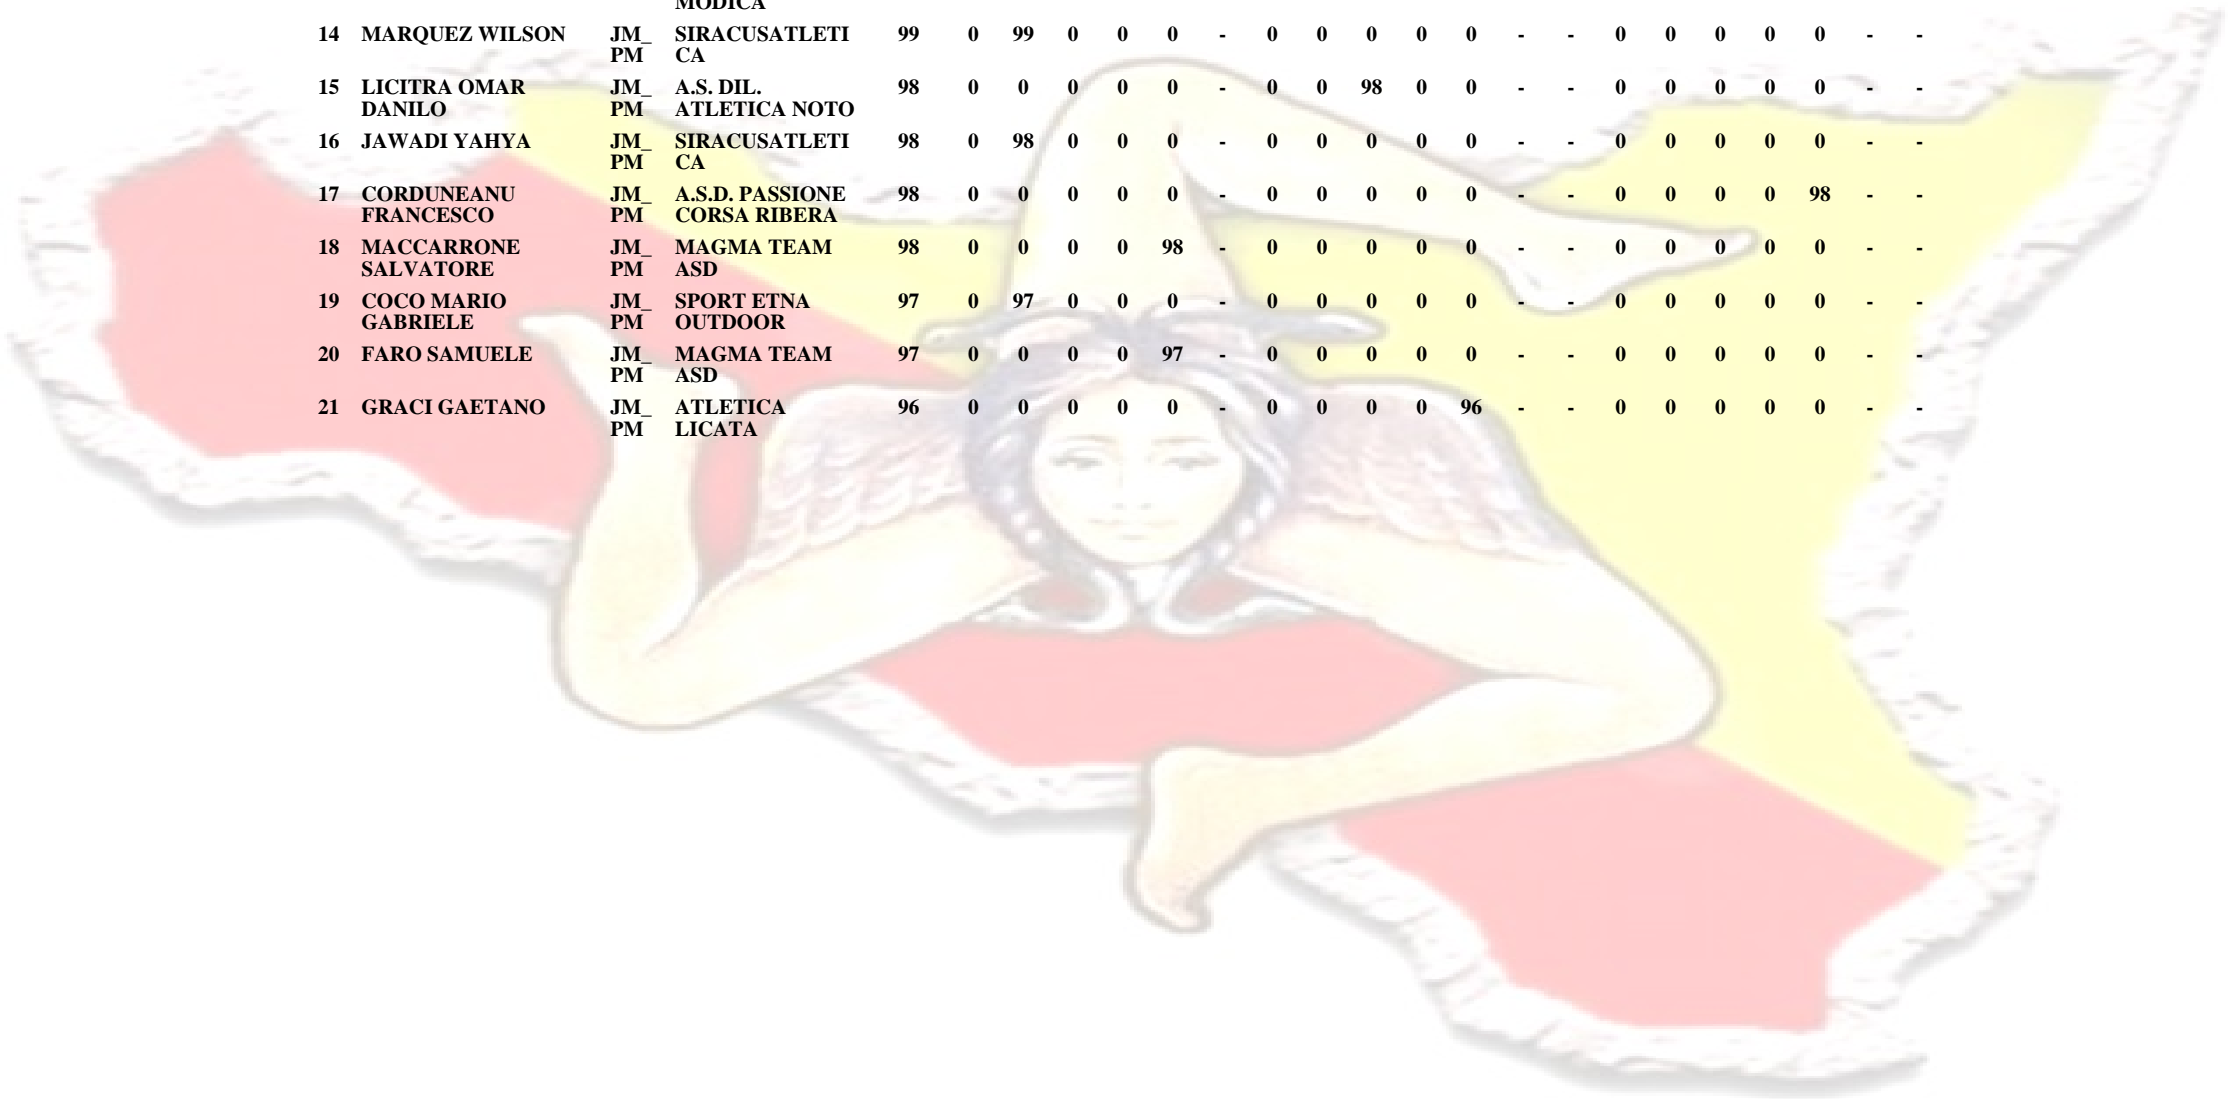 MODICA
14 MARQUEZ WILSON JM_ SIRACUSATLETI 99 0 99 0 0 0 - 0 0 0 0 0 - - 0 0 0 0 0 - -
PM CA
15 LICITRA OMAR JM_ A.S. DIL. 98 0 0 0 0 0 - 0 0 98 0 0 - - 0 0 0 0 0 - -
DANILO PM ATLETICA NOTO
16 JAWADI YAHYA JM_ SIRACUSATLETI 98 0 98 0 0 0 - 0 0 0 0 0 - - 0 0 0 0 0 - -
PM CA
17 CORDUNEANU JM_ A.S.D. PASSIONE 98 0 0 0 0 0 - 0 0 0 0 0 - - 0 0 0 0 98 - -
FRANCESCO PM CORSA RIBERA
18 MACCARRONE JM_ MAGMA TEAM 98 0 0 0 0 98 - 0 0 0 0 0 - - 0 0 0 0 0 - -
SALVATORE PM ASD
19 COCO MARIO JM_ SPORT ETNA 97 0 97 0 0 0 - 0 0 0 0 0 - - 0 0 0 0 0 - -
GABRIELE PM OUTDOOR
20 FARO SAMUELE JM_ MAGMA TEAM 97 0 0 0 0 97 - 0 0 0 0 0 - - 0 0 0 0 0 - -
PM ASD
21 GRACI GAETANO JM_ ATLETICA 96 0 0 0 0 0 - 0 0 0 0 96 - - 0 0 0 0 0 - -
PM LICATA